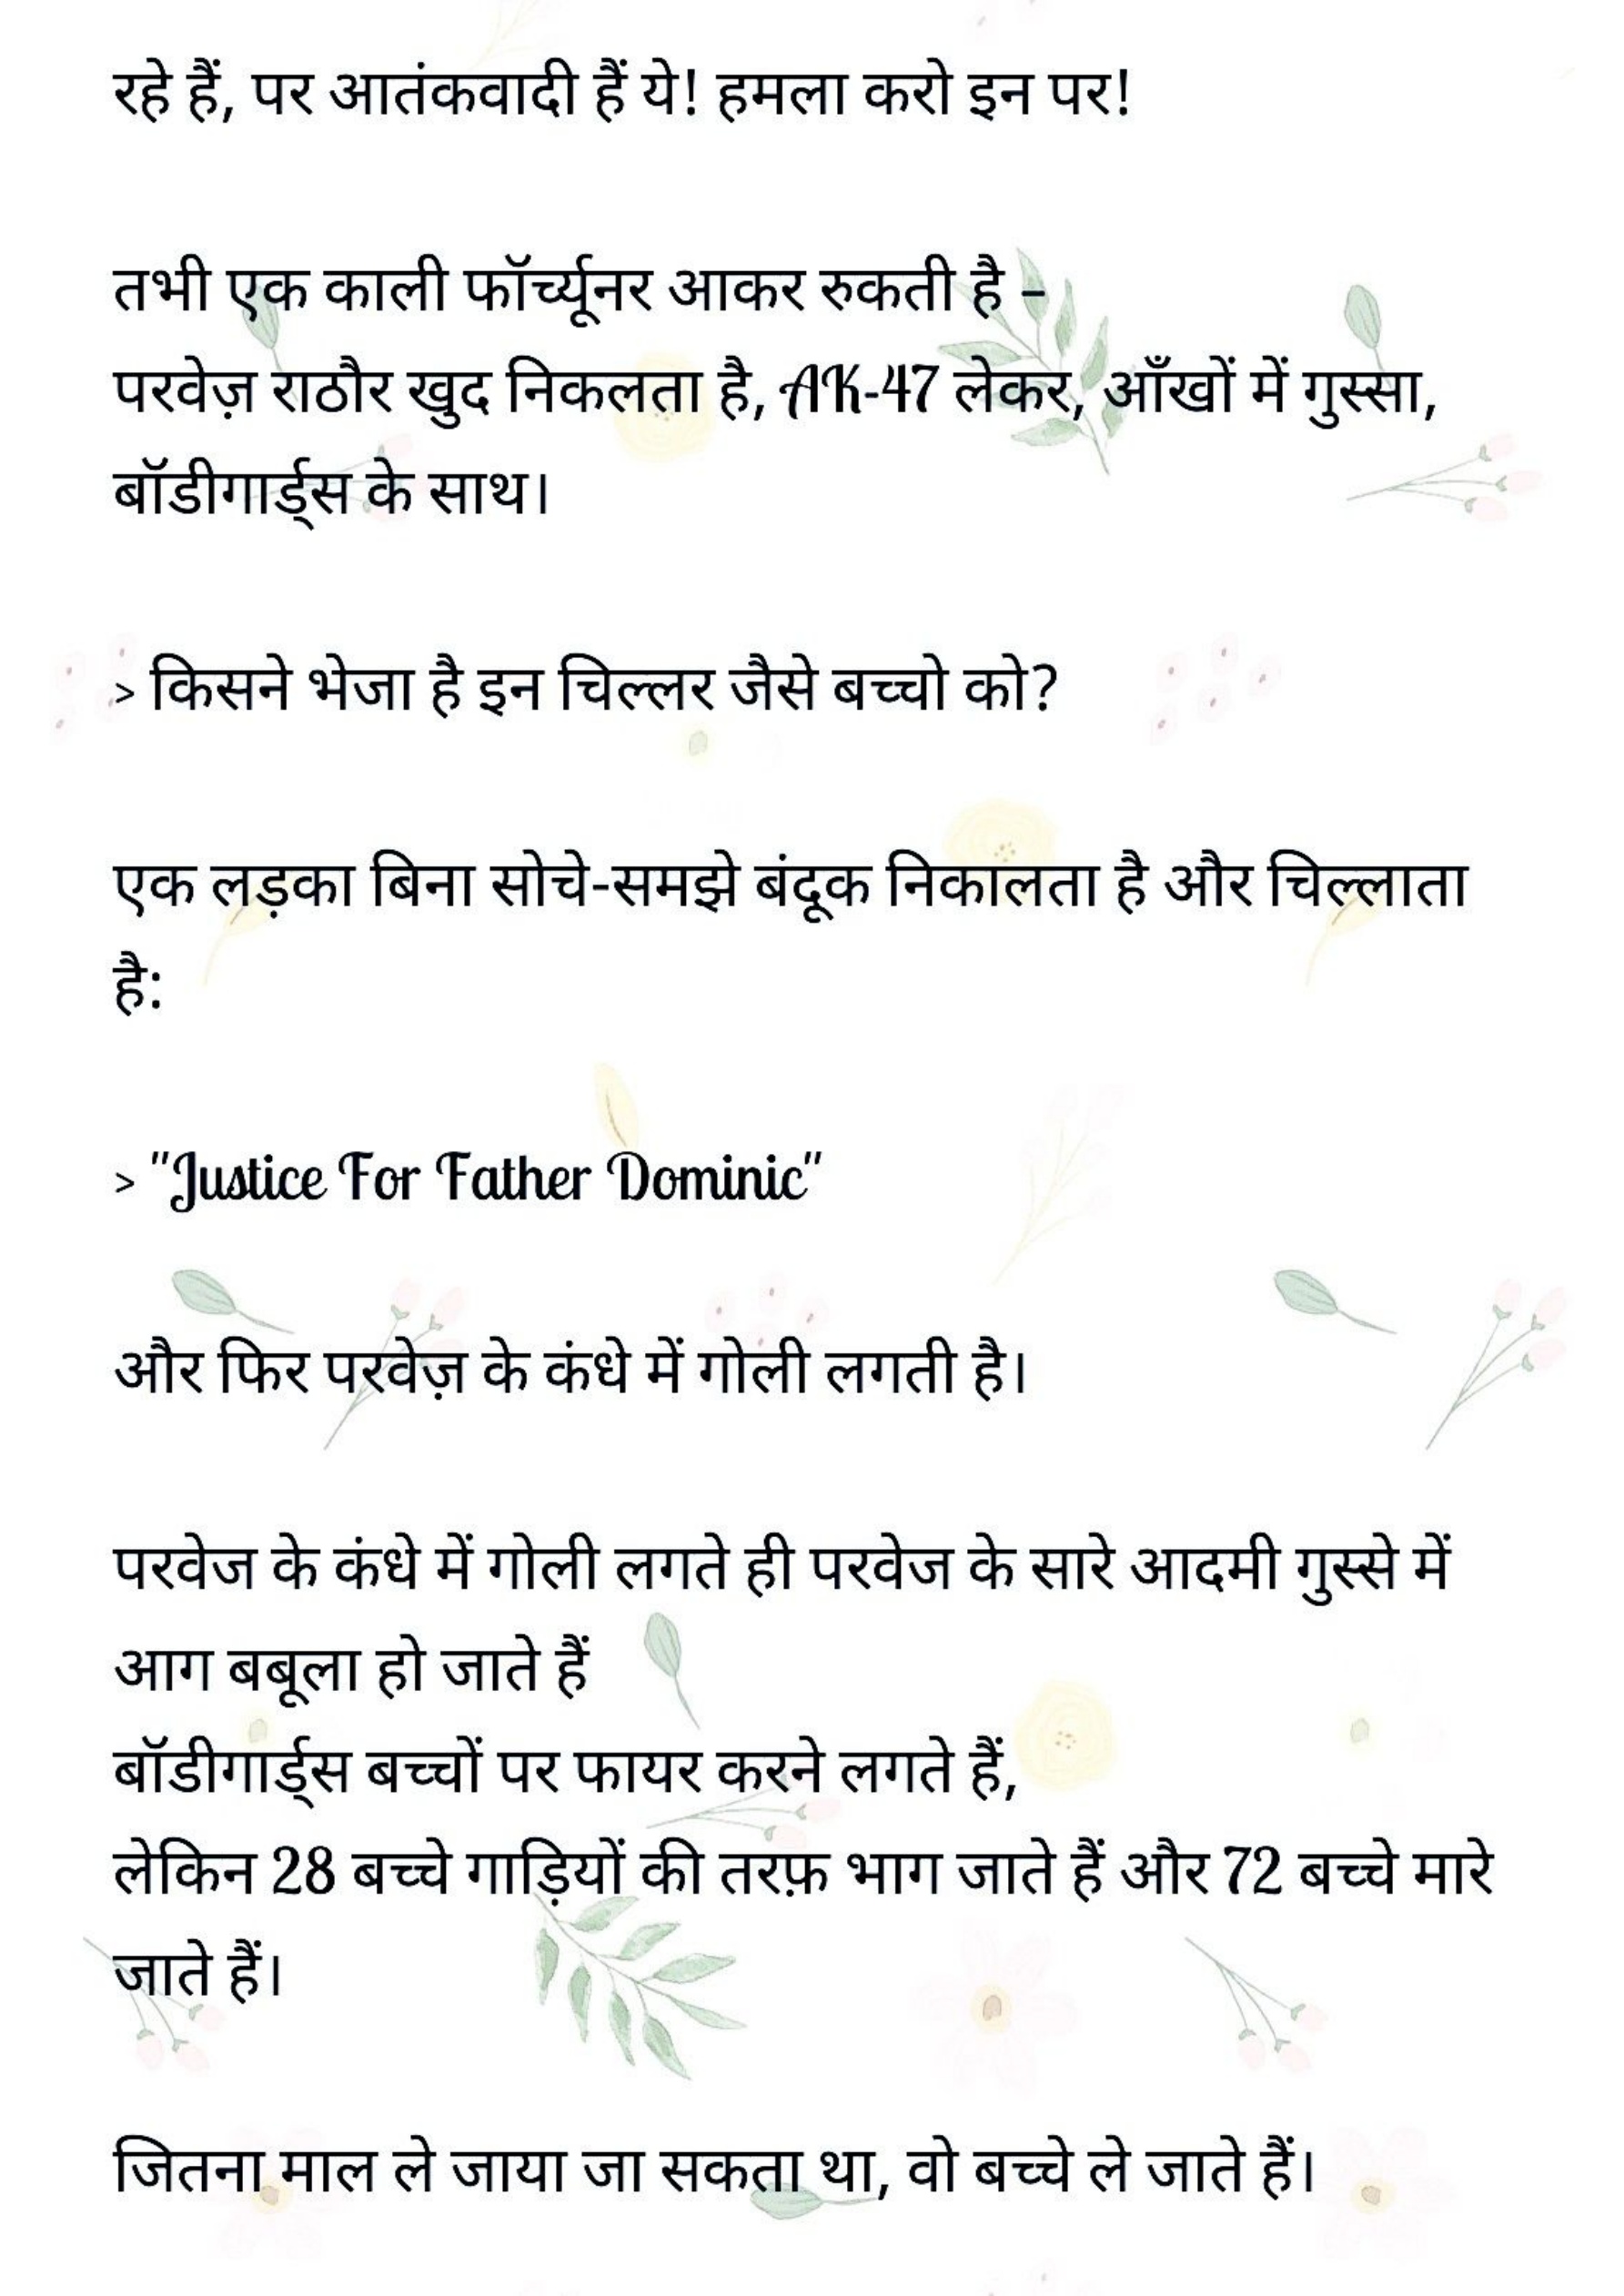 रहे हैं, पर आतंकवादी हैं ये! हमला करो इन पर!
तभी एक काली फॉर्च्यूनर आकर रुकती है –
परवेज़ राठौर खुद निकलता है, AK-47 लेकर, आँखों में गुस्सा,
बॉडीगार्ड्स के साथ।
> किसने भेजा है इन चिल्लर जैसे बच्चो को?
एक लड़का बिना सोचे-समझे बंदूक निकालता है और चिल्लाता
है:
> "Justice For Father Dominic"
और फिर परवेज़ के कंधे में गोली लगती है।
परवेज के कंधे में गोली लगते ही परवेज के सारे आदमी गुस्से में
आग बबूला हो जाते हैं
बॉडीगार्ड्स बच्चों पर फायर करने लगते हैं,
लेकिन 28 बच्चे गाड़ियों की तरफ़ भाग जाते हैं और 72 बच्चे मारे
जाते हैं।
जितना माल ले जाया जा सकता था, वो बच्चे ले जाते हैं।